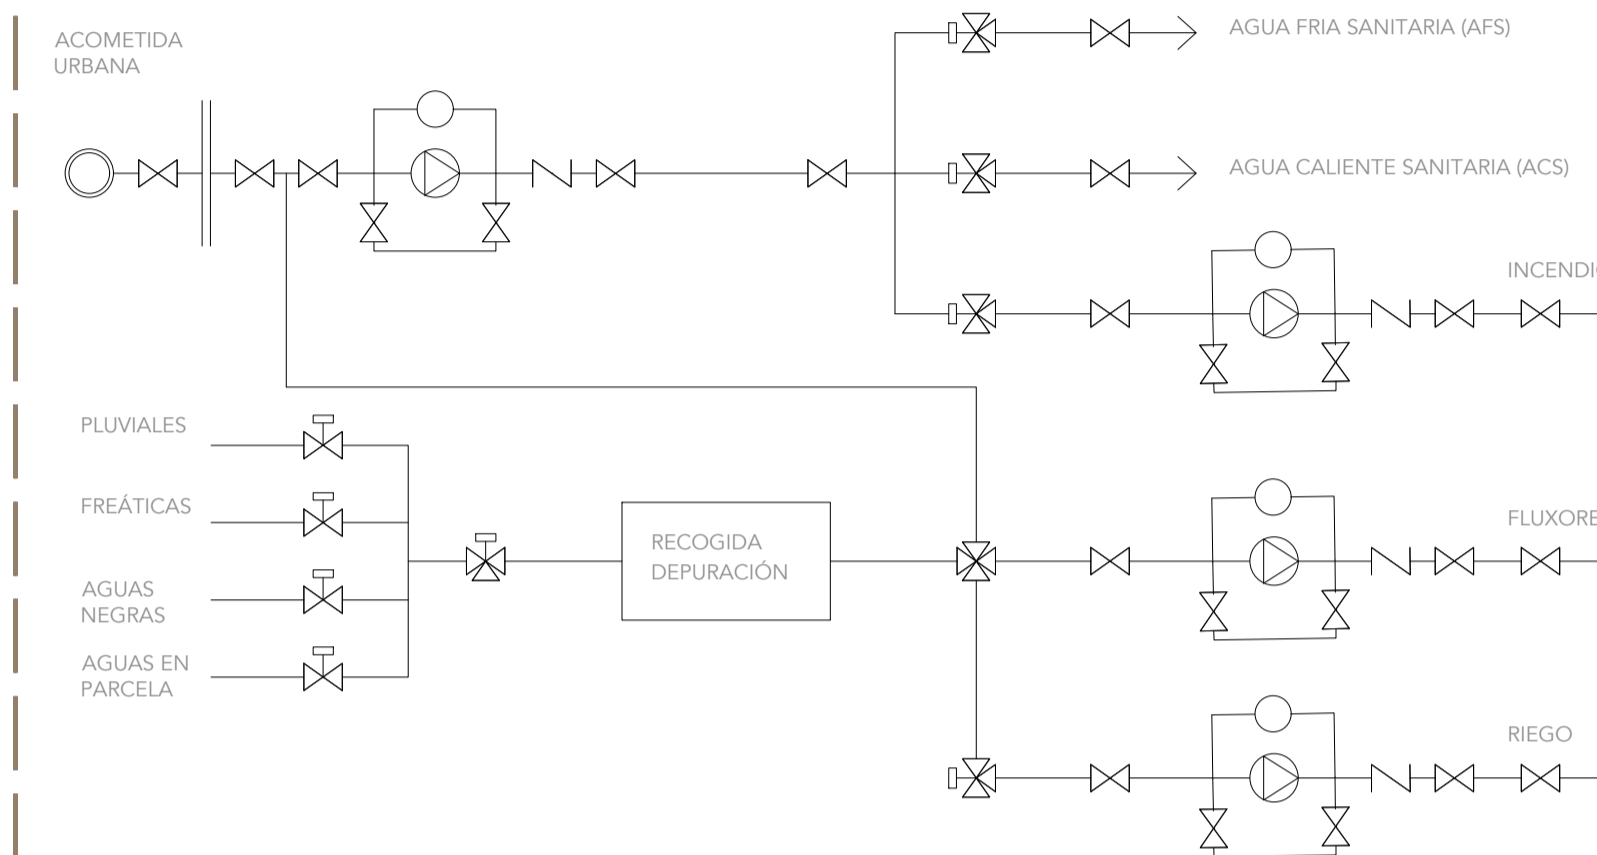 ACOMETIDA
URBANA
AGUA FRIA SANITARIA (AFS)
AGUA CALIENTE SANITARIA (ACS)
PLUVIALES
FREÁTICAS
AGUAS
NEGRAS
AGUAS EN
PARCELA
RECOGIDA
DEPURACIÓN
RIEGO